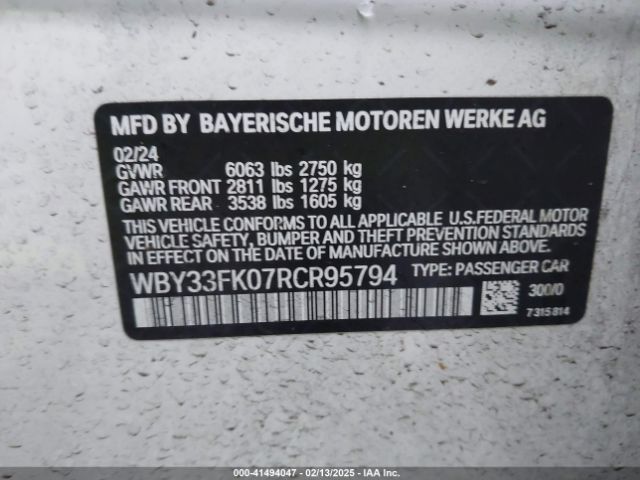 MFD BY BAYERISCHE MOTOREN WERKE AG
02/24
GVWR 6063 lbs 2750 kg
GAWR FRONT 2811 lbs 1275 kg
GAWR REAR 3538 lbs 1605 kg
THIS VEHICLE CONFORMS TO ALL APPLICABLE U.S.FEDERAL MOTOR
VEHICLE SAFETY, BUMPER AND THEFT PREVENTION STANDARDS
IN EFFECT ON THE DATE OF MANUFACTURE SHOWN ABOVE.
WBY33FK07RCR95794 TYPE: PASSENGER CAR
300/0
7 315 814
000-41494047 - 02/13/2025 - IAA Inc.